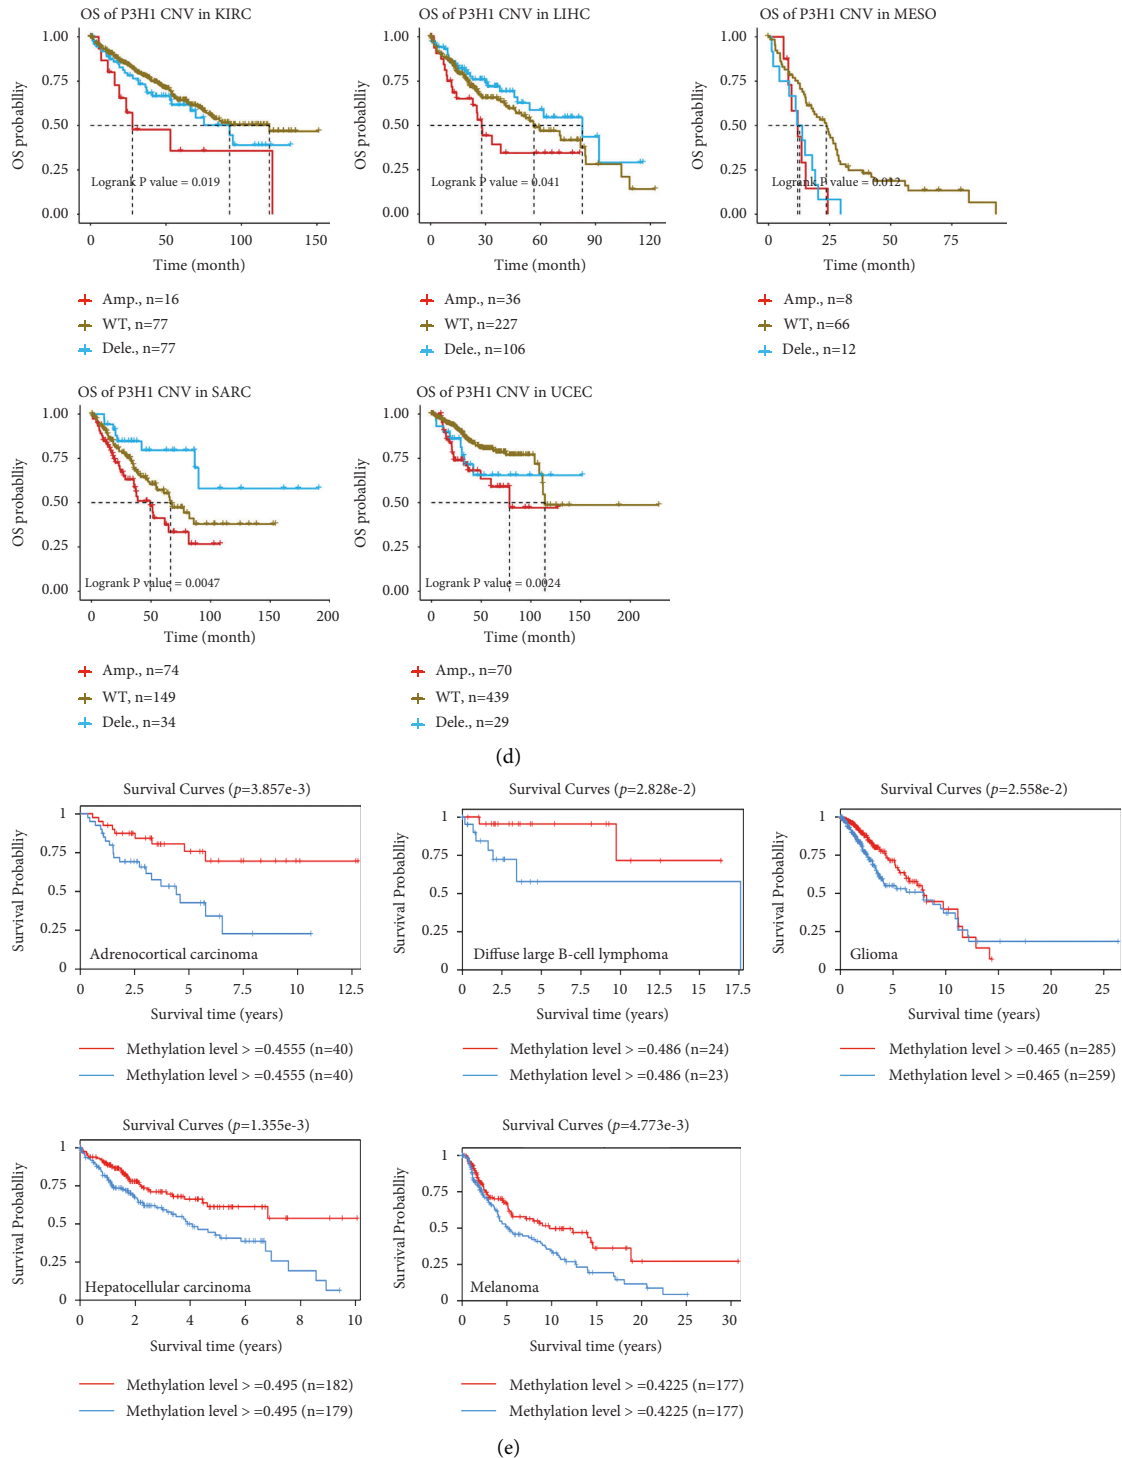 OS of P3H1 CNV in KIRC
OS probabliiy
1.00
0.75
0.50
0.25
0.00
Logrank P value = 0.019
0 50 100 150
Time (month)
Amp., n=16
WT, n=77
Dele., n=77
OS of P3H1 CNV in LIHC
OS probabliiy
1.00
0.75
0.50
0.25
0.00
Logrank P value = 0.041
0 30 60 90 120
Time (month)
Amp., n=36
WT, n=227
Dele., n=106
OS of P3H1 CNV in MESO
OS probabliiy
1.00
0.75
0.50
0.25
0.00
Logrank P value = 0.012
0 25 75
Time (month)
Amp., n=8
WT, n=66
Dele., n=12
OS of P3H1 CNV in SARC
OS probabliiy
1.00
0.75
0.50
0.25
0.00
Logrank P value = 0.0047
0 50 100 150 200
Time (month)
Amp., n=74
WT, n=149
Dele., n=34
OS of P3H1 CNV in UCEC
OS probabliiy
1.00
0.75
0.50
0.25
0.00
Logrank P value = 0.0024
0 50 100 150 200
Time (month)
Amp., n=70
WT, n=439
Dele., n=29
(d)
Survival Curves (p=3.857e-3)
Survival Probabliiy
1
0.75
0.5
0.25
0
Adrenocortical carcinoma
0 2.5 5 7.5 10 12.5
Survival time (years)
Methylation level > =0.4555 (n=40)
Methylation level > =0.4555 (n=40)
Survival Curves (p=2.828e-2)
Survival Probabliiy
1
0.75
0.5
0.25
0
Diffuse large B-cell lymphoma
0 2.5 5 7.5 10 12.5 15 17.5
Survival time (years)
Methylation level > =0.486 (n=24)
Methylation level > =0.486 (n=23)
Survival Curves (p=2.558e-2)
Survival Probabliiy
1
0.75
0.5
0.25
0
Glioma
0 5 10 15 20 25
Survival time (years)
Methylation level > =0.465 (n=285)
Methylation level > =0.465 (n=259)
Survival Curves (p=1.355e-3)
Survival Probabliiy
1
0.75
0.5
0.25
0
Hepatocellular carcinoma
0 2 4 6 8 10
Survival time (years)
Methylation level > =0.495 (n=182)
Methylation level > =0.495 (n=179)
Survival Curves (p=4.773e-3)
Survival Probabliiy
1
0.75
0.5
0.25
0
Melanoma
0 5 10 15 20 25 30
Survival time (years)
Methylation level > =0.4225 (n=177)
Methylation level > =0.4225 (n=177)
(e)